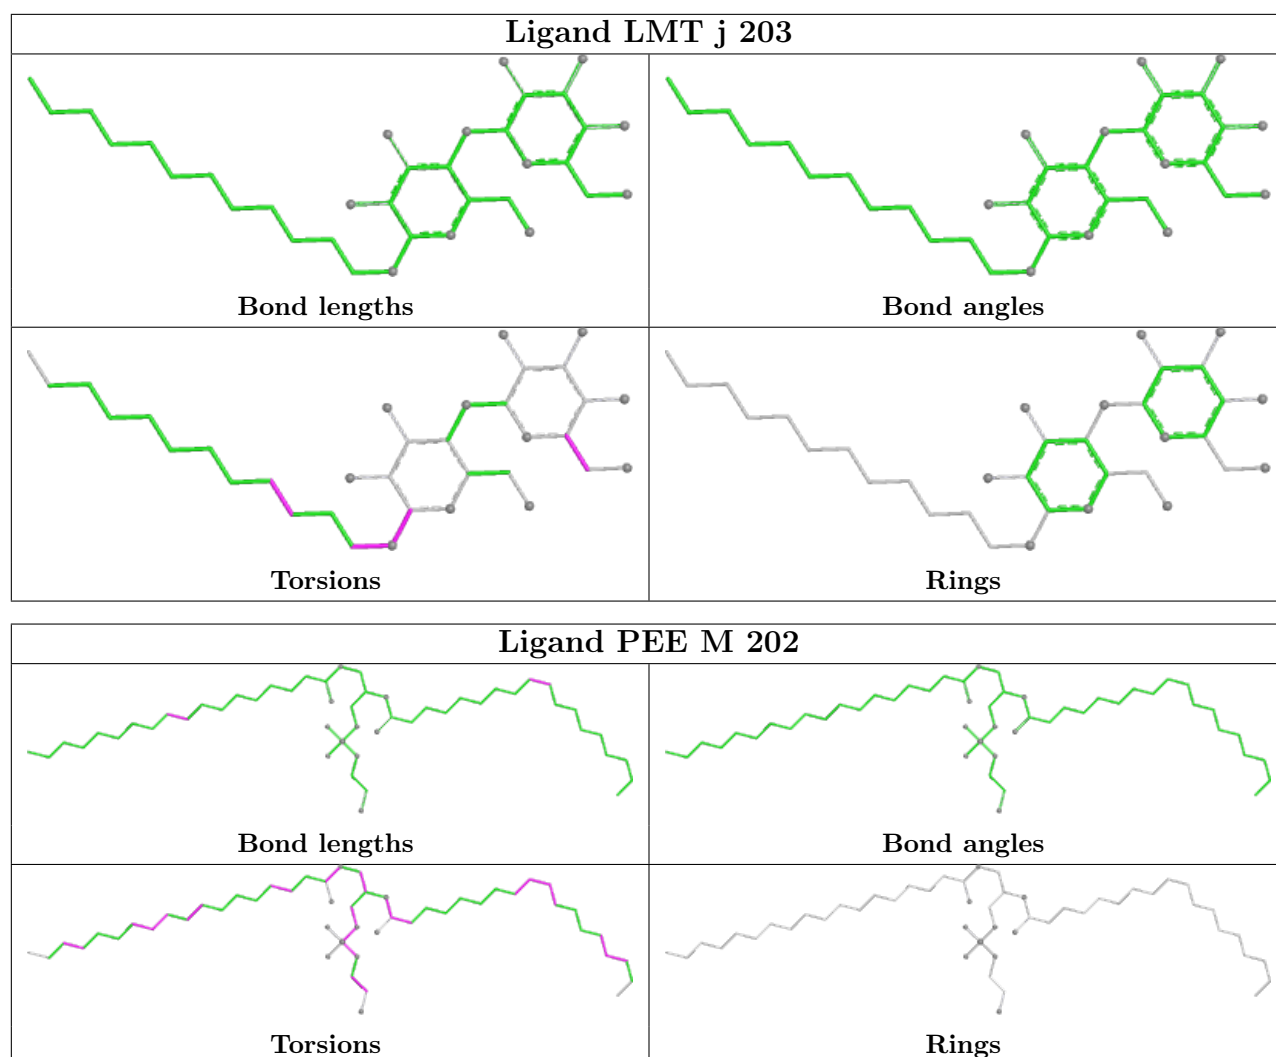 Ligand LMT j 203
Bond lengths
Bond angles
Torsions
Rings
Ligand PEE M 202
Bond lengths
Bond angles
Torsions
Rings